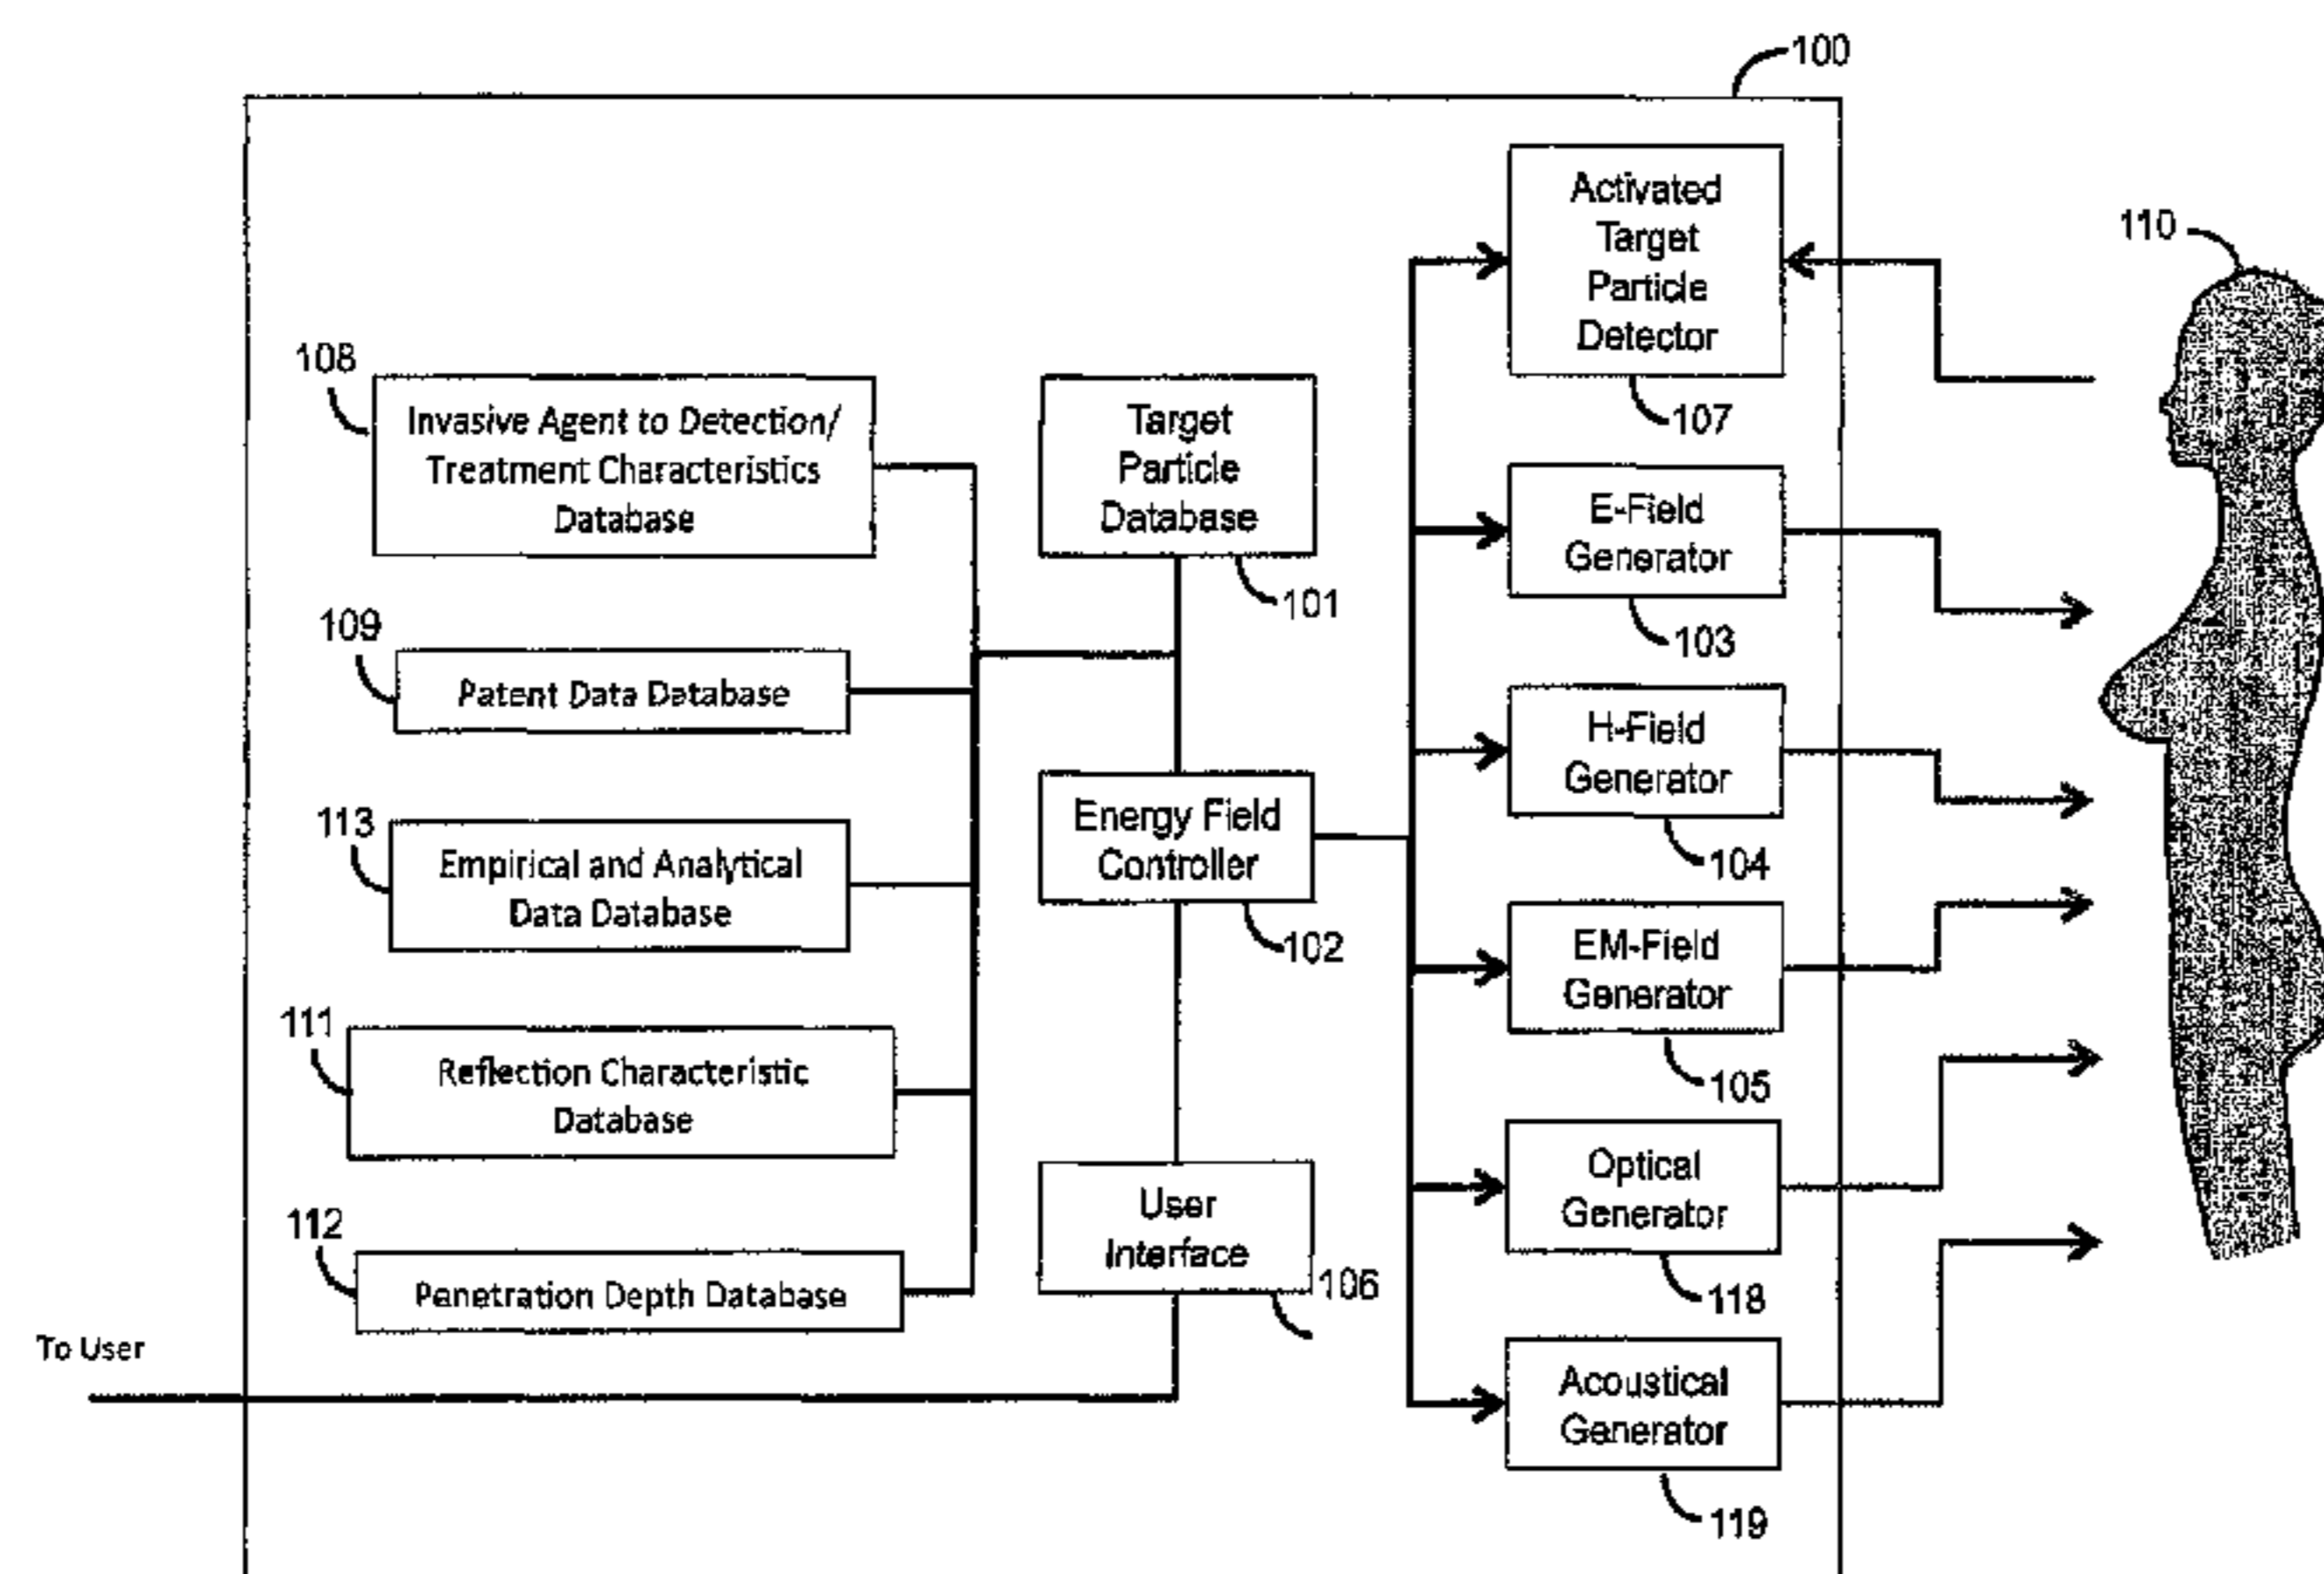 100
Activated
Target
Particle
Detector
107
110
108
Invasive Agent to Detection/
Treatment Characteristics
Database
Target
Particle
Database
101
E-Field
Generator
103
109
Patent Data Database
H-Field
Generator
104
113
Empirical and Analytical
Data Database
Energy Field
Controller
102
EM-Field
Generator
105
111
Reflection Characteristic
Database
User
Interface
106
Optical
Generator
118
112
Penetration Depth Database
To User
Acoustical
Generator
119